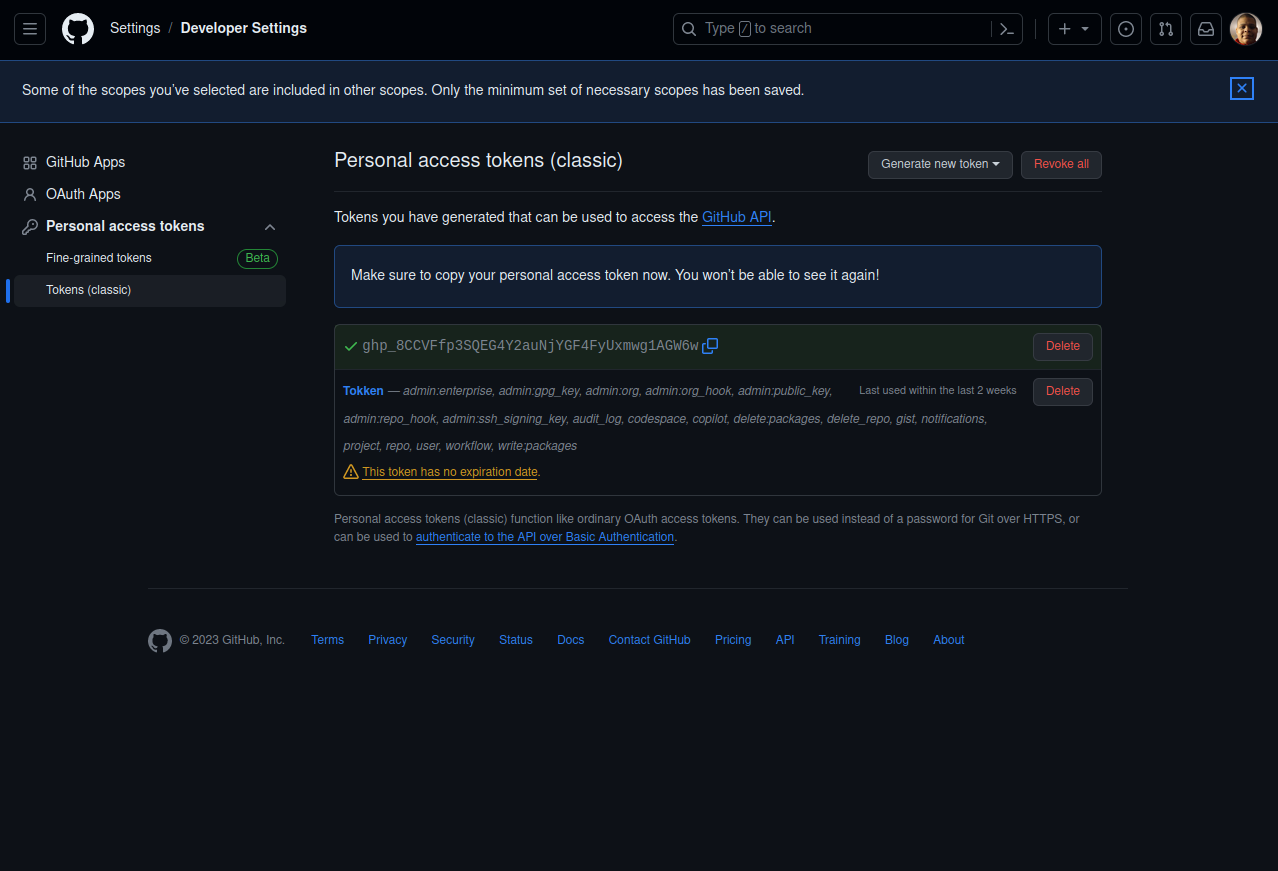 Settings / Developer Settings
Type / to search
Some of the scopes you've selected are included in other scopes. Only the minimum set of necessary scopes has been saved.
GitHub Apps
OAuth Apps
Personal access tokens
Fine-grained tokens Beta
Tokens (classic)
Personal access tokens (classic)
Generate new token
Revoke all
Tokens you have generated that can be used to access the GitHub API.
Make sure to copy your personal access token now. You won't be able to see it again!
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
Delete
Tokken — admin:enterprise, admin:gpg_key, admin:org, admin:org_hook, admin:public_key,
Last used within the last 2 weeks
Delete
admin:repo_hook, admin:ssh_signing_key, audit_log, codespace, copilot, delete:packages, delete_repo, gist, notifications,
project, repo, user, workflow, write:packages
This token has no expiration date.
Personal access tokens (classic) function like ordinary OAuth access tokens. They can be used instead of a password for Git over HTTPS, or
can be used to authenticate to the API over Basic Authentication.
© 2023 GitHub, Inc. Terms Privacy Security Status Docs Contact GitHub Pricing API Training Blog About